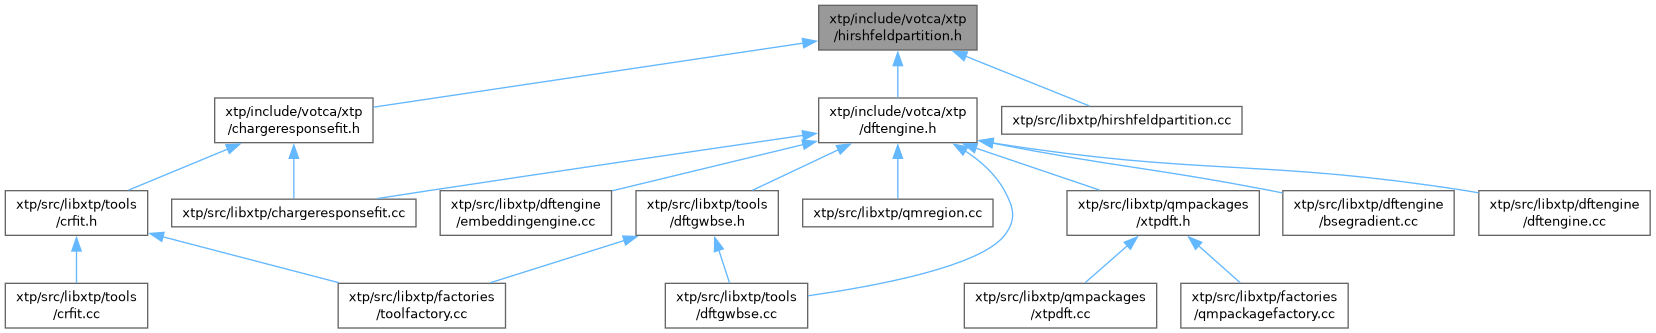 xtp/include/votca/xtp
/hirshfeldpartition.h
xtp/include/votca/xtp
/chargeresponsefit.h
xtp/include/votca/xtp
/dftengine.h
xtp/src/libxtp/hirshfeldpartition.cc
xtp/src/libxtp/tools
/crfit.h
xtp/src/libxtp/chargeresponsefit.cc
xtp/src/libxtp/dftengine
/embeddingengine.cc
xtp/src/libxtp/tools
/dftgwbse.h
xtp/src/libxtp/qmregion.cc
xtp/src/libxtp/qmpackages
/xtpdft.h
xtp/src/libxtp/dftengine
/bsegradient.cc
xtp/src/libxtp/dftengine
/dftengine.cc
xtp/src/libxtp/tools
/crfit.cc
xtp/src/libxtp/factories
/toolfactory.cc
xtp/src/libxtp/tools
/dftgwbse.cc
xtp/src/libxtp/qmpackages
/xtpdft.cc
xtp/src/libxtp/factories
/qmpackagefactory.cc